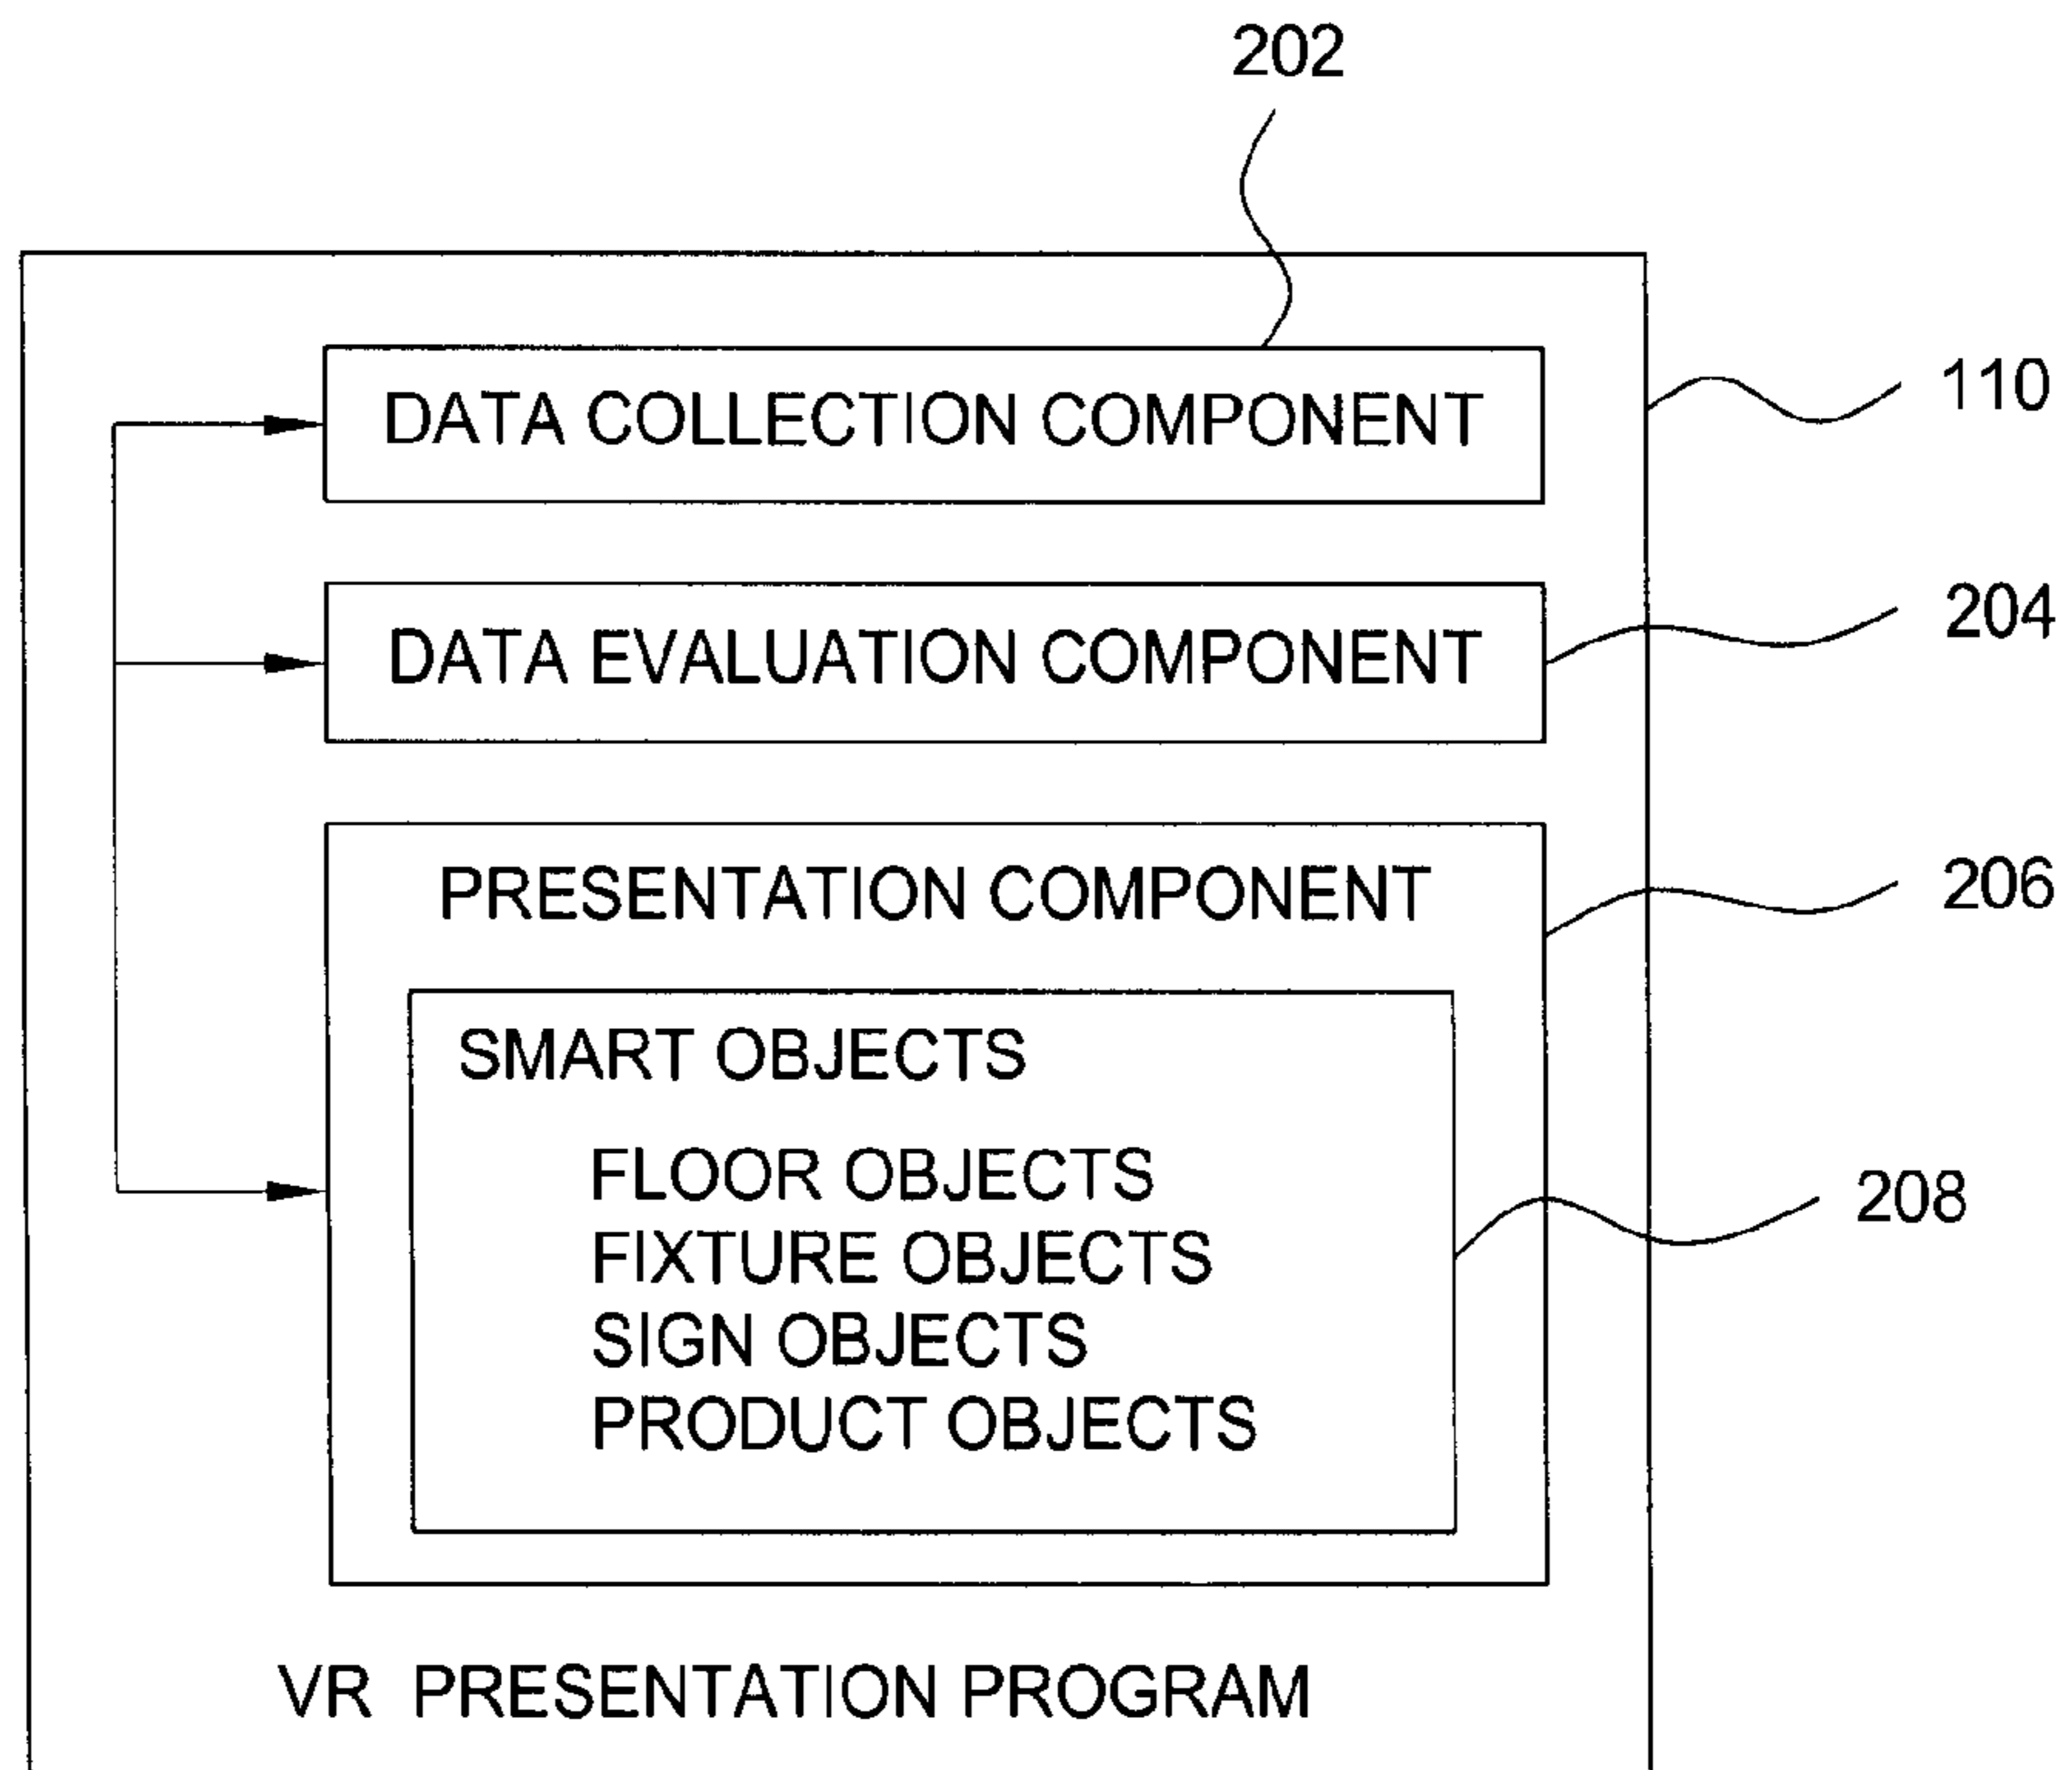 202
110
DATA COLLECTION COMPONENT
204
DATA EVALUATION COMPONENT
206
PRESENTATION COMPONENT
SMART OBJECTS
FLOOR OBJECTS
208
FIXTURE OBJECTS
SIGN OBJECTS
PRODUCT OBJECTS
VR PRESENTATION PROGRAM